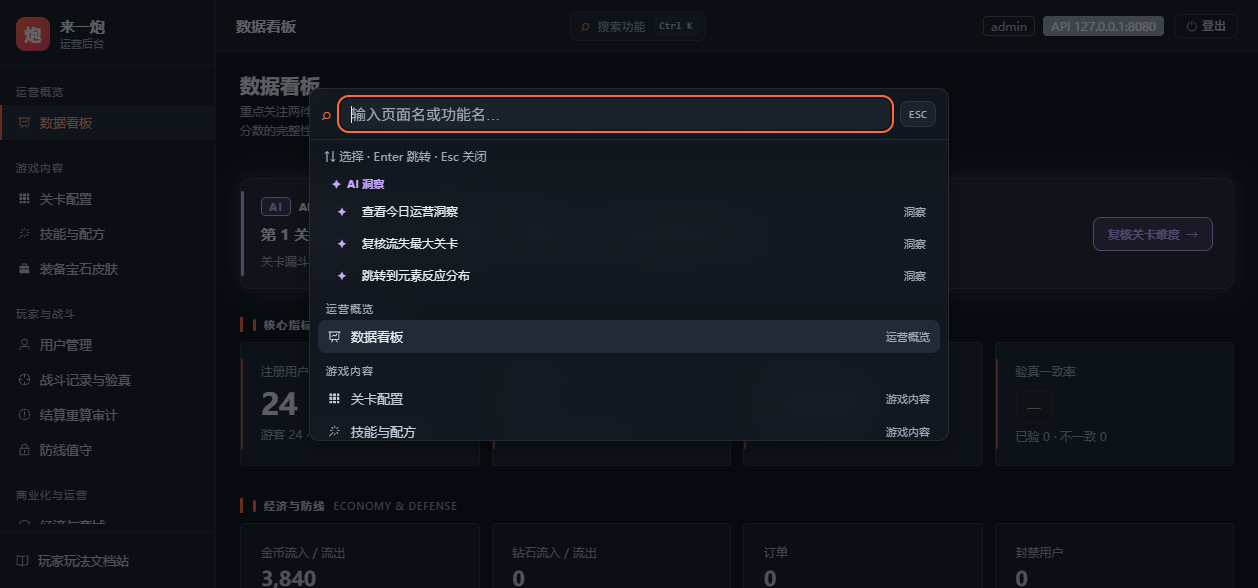 炮
来一炮
运营后台
运营概览
数据看板
游戏内容
关卡配置
技能与配方
装备宝石皮肤
玩家与战斗
用户管理
战斗记录与验真
结算重算审计
防线值守
商业化与运营
玩家玩法文档站
数据看板
搜索功能 Ctrl K
admin
API 127.0.0.1:8080
登出
数据看板
重点关注两件
分数的完整性
输入页面名或功能名…
ESC
↑↓ 选择 · Enter 跳转 · Esc 关闭
AI 洞察
查看今日运营洞察 洞察
复核流失最大关卡 洞察
跳转到元素反应分布 洞察
运营概览
数据看板 运营概览
游戏内容
关卡配置 游戏内容
技能与配方 游戏内容
AI
第 1 关
关卡漏斗
复核关卡难度 →
核心指标
注册用户
24
游客 24 ·
验真一致率
—
已验 0 · 不一致 0
经济与防线 ECONOMY & DEFENSE
金币流入 / 流出
3,840
钻石流入 / 流出
0
订单
0
封禁用户
0